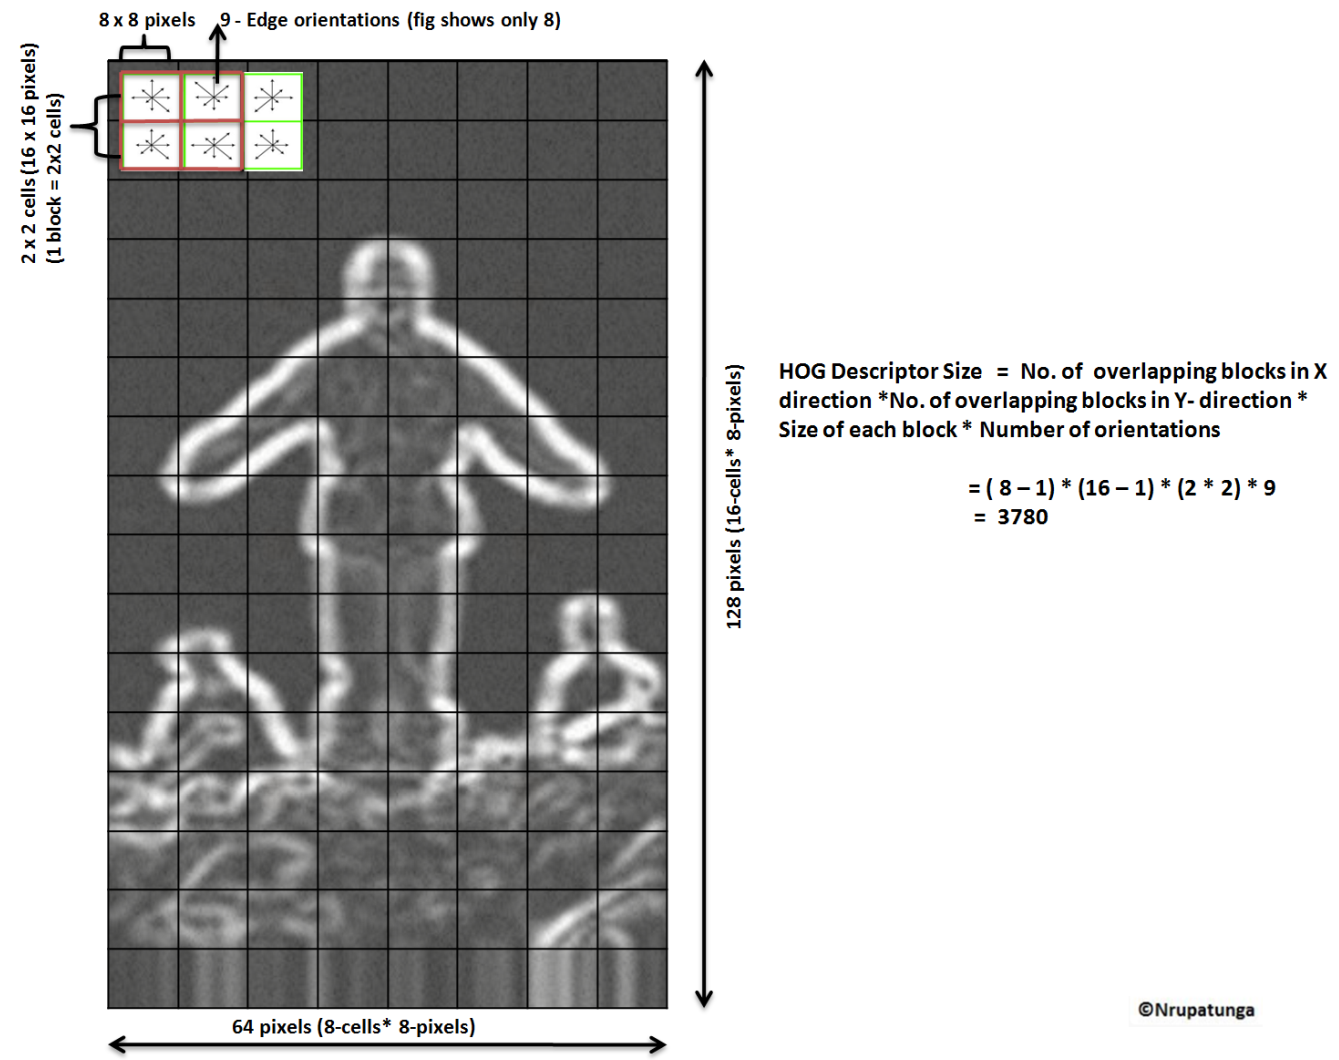 8 x 8 pixels
9 - Edge orientations (fig shows only 8)
2 x 2 cells (16 x 16 pixels)
(1 block = 2x2 cells)
128 pixels (16-cells* 8-pixels)
HOG Descriptor Size = No. of overlapping blocks in X
direction *No. of overlapping blocks in Y- direction *
Size of each block * Number of orientations
= ( 8 – 1) * (16 – 1) * (2 * 2) * 9
= 3780
©Nrupatunga
64 pixels (8-cells* 8-pixels)